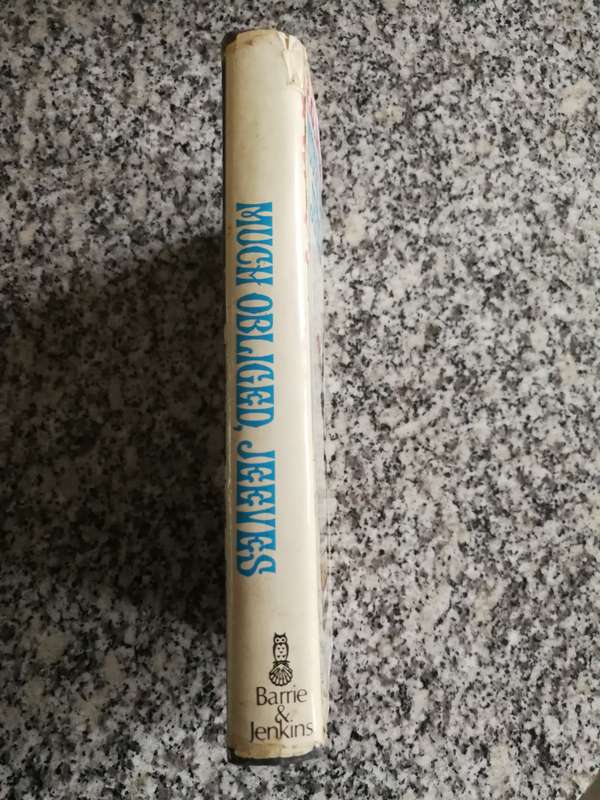 MUCH OBLIGED, JEEVES
Barrie
&
Jenkins